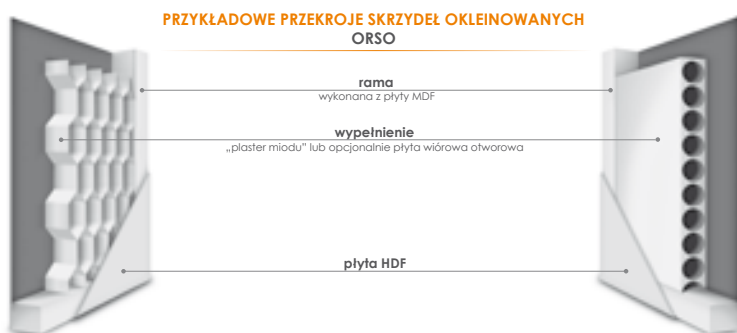 PRZYKŁADOWE PRZEKROJE SKRZYDEŁ OKLEINOWANYCH
ORSO
rama
wykonana z płyty MDF
wypełnienie
„plaster miodu” lub opcjonalnie płyta wiórowa otworowa
płyta HDF